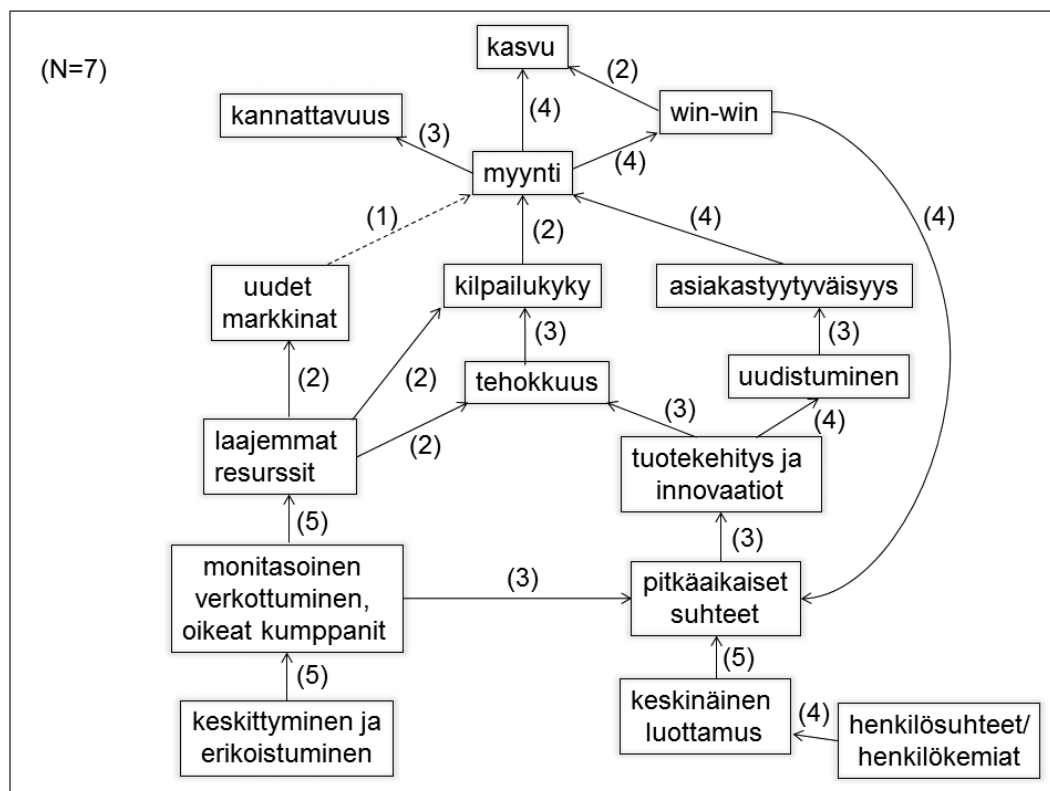 kasvu
(N=7)
(2)
kannattavuus
(4)
win-win
(3)
(4)
myynti
(1)
(2)
(4)
(4)
uudet
markkinat
kilpailukyky
asiakastyytyväisyys
(2)
(2)
(3)
(3)
tehokkuus
uudistuminen
(2)
(3)
(4)
laajemmat
resurssit
tuotekehitys ja
innovaatiot
(5)
(3)
monitasoinen
verkottuminen,
oikeat kumppanit
(3)
pitkäaikaiset
suhteet
(5)
(5)
keskittyminen ja
erikoistuminen
keskinäinen
luottamus
(4)
henkilösuhteet/
henkilökemiat